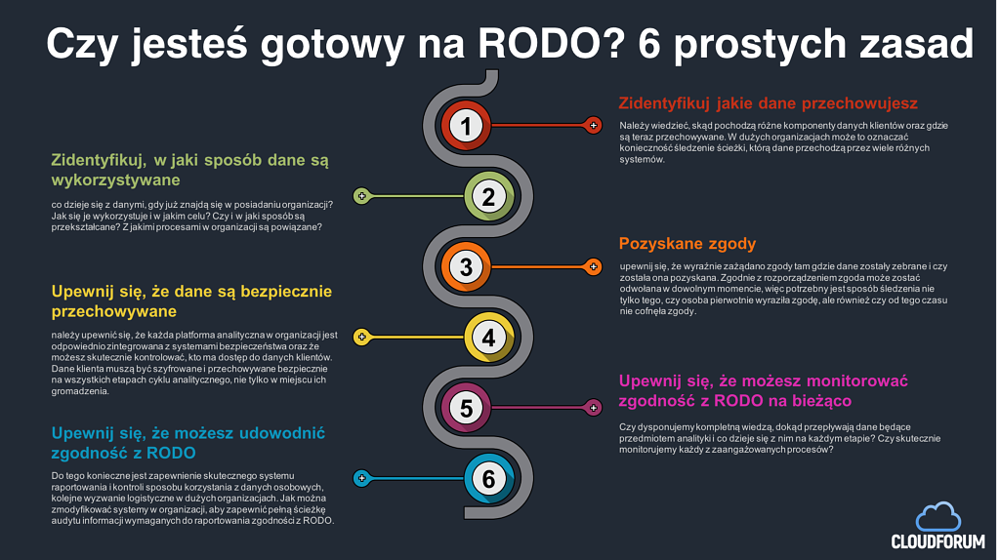 Czy jesteś gotowy na RODO? 6 prostych zasad
1
Zidentyfikuj jakie dane przechowujesz
Należy wiedzieć, skąd pochodzą różne komponenty danych klientów oraz gdzie
są teraz przechowywane. W dużych organizacjach może to oznaczać
konieczność śledzenie ścieżki, którą dane przechodzą przez wiele różnych
systemów.
2
Zidentyfikuj, w jaki sposób dane są
wykorzystywane
co dzieje się z danymi, gdy już znajdą się w posiadaniu organizacji?
Jak się je wykorzystuje i w jakim celu? Czy i w jaki sposób są
przekształcane? Z jakimi procesami w organizacji są powiązane?
3
Pozyskane zgody
upewnij się, że wyraźnie zażądano zgody tam gdzie dane zostały zebrane i czy
została ona pozyskana. Zgodnie z rozporządzeniem zgoda może zostać
odwołana w dowolnym momencie, więc potrzebny jest sposób śledzenia nie
tylko tego, czy osoba pierwotnie wyraziła zgodę, ale również czy od tego czasu
nie cofnęła zgody.
4
Upewnij się, że dane są bezpiecznie
przechowywane
należy upewnić się, że każda platforma analityczna w organizacji jest
odpowiednio zintegrowana z systemami bezpieczeństwa oraz że
możesz skutecznie kontrolować, kto ma dostęp do danych klientów.
Dane klienta muszą być szyfrowane i przechowywane bezpiecznie
na wszystkich etapach cyklu analitycznego, nie tylko w miejscu ich
gromadzenia.
5
Upewnij się, że możesz monitorować
zgodność z RODO na bieżąco
Czy dysponujemy kompletną wiedzą, dokąd przepływają dane będące
przedmiotem analityki i co dzieje się z nim na każdym etapie? Czy skutecznie
monitorujemy każdy z zaangażowanych procesów?
6
Upewnij się, że możesz udowodnić
zgodność z RODO
Do tego konieczne jest zapewnienie skutecznego systemu
raportowania i kontroli sposobu korzystania z danych osobowych,
kolejne wyzwanie logistyczne w dużych organizacjach. Jak można
zmodyfikować systemy w organizacji, aby zapewnić pełną ścieżkę
audytu informacji wymaganych do raportowania zgodności z RODO.
CLOUDFORUM